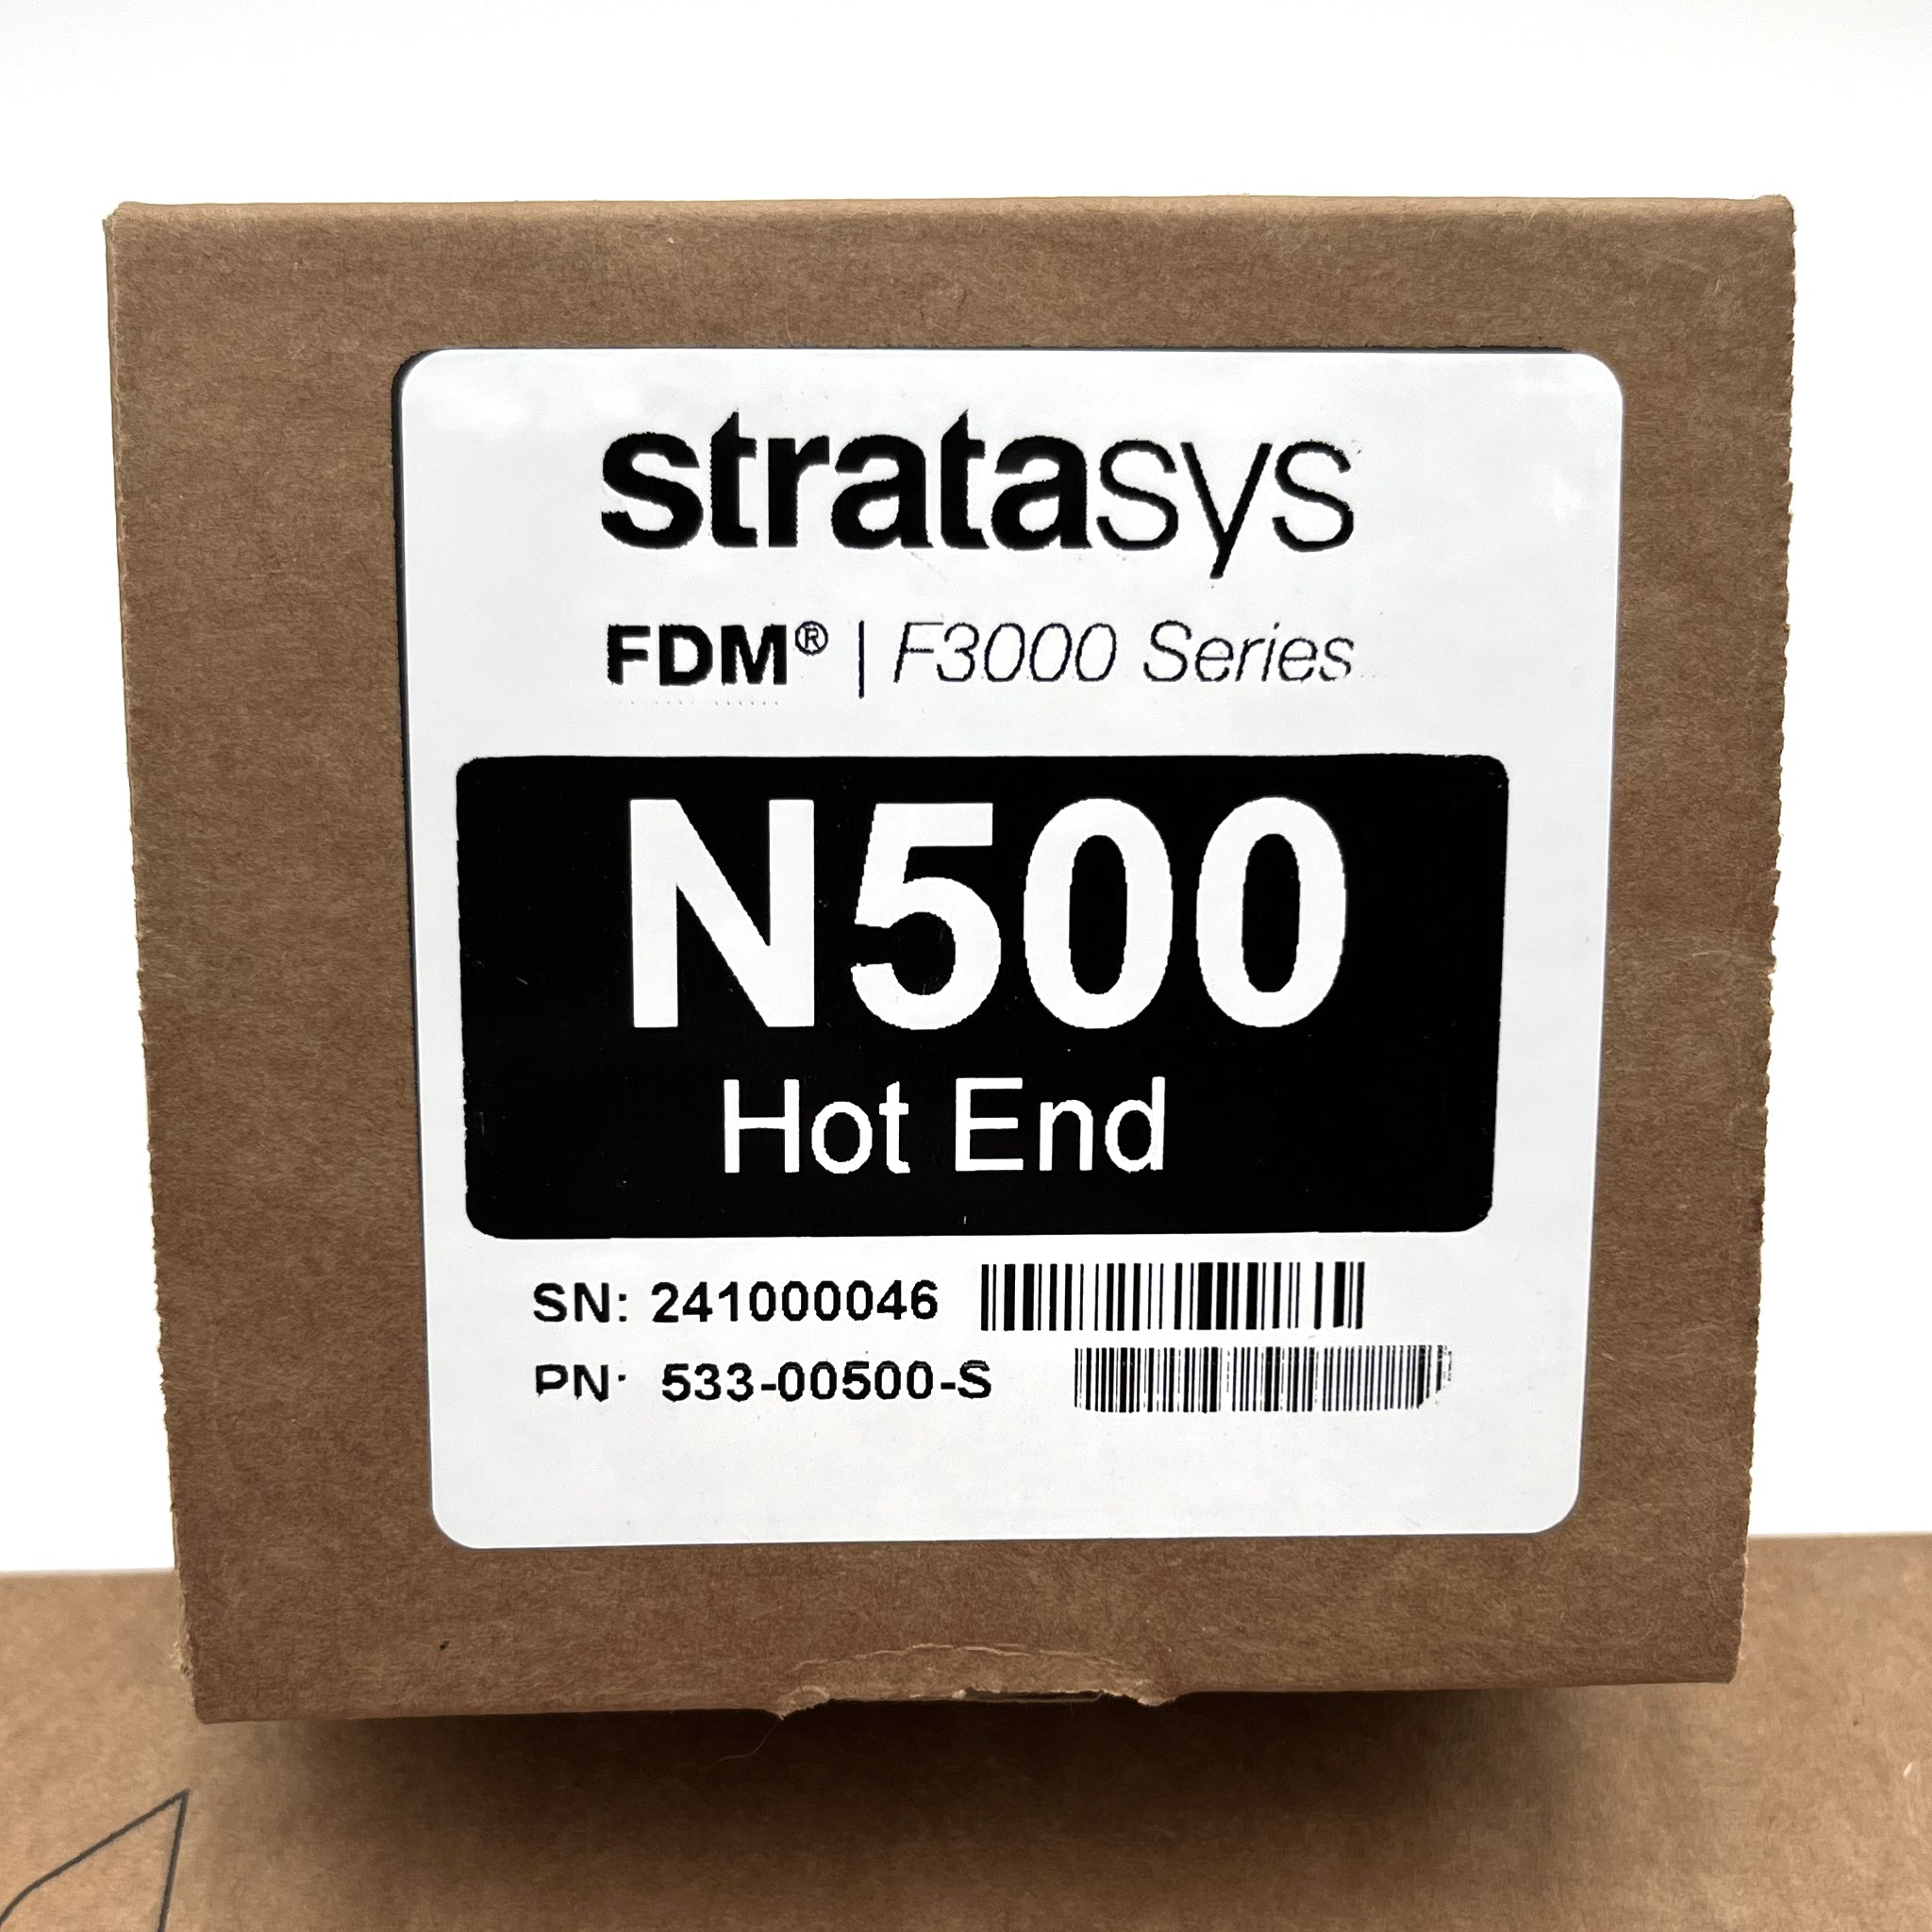 stratasys
FDM® | F3000 Series
N500
Hot End
SN: 241000046
PN: 533-00500-S